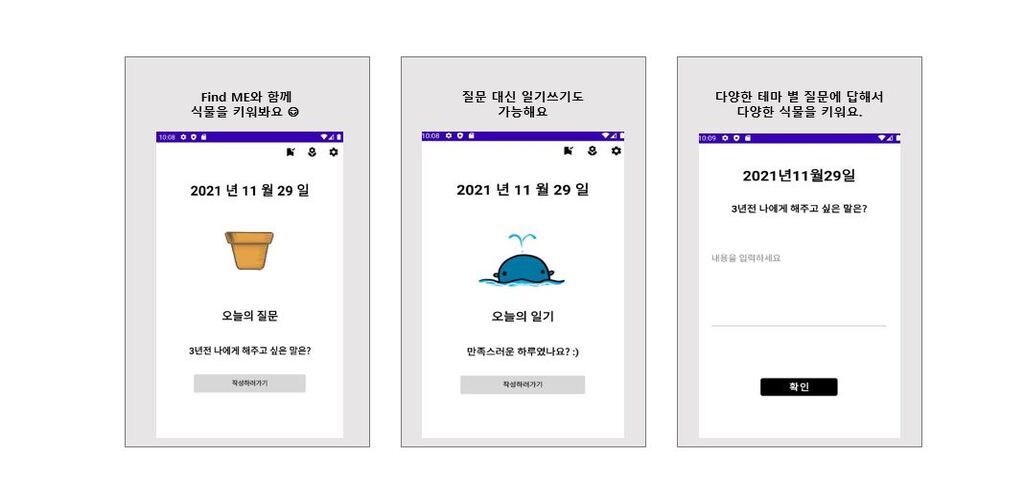 Find ME와 함께
식물을 키워봐요 😋
10:08
2021 년 11 월 29 일
오늘의 질문
3년전 나에게 해주고 싶은 말은?
작성하러가기
질문 대신 일기쓰기도
가능해요
10:08
2021 년 11 월 29 일
오늘의 일기
만족스러운 하루였나요? :)
작성하러가기
다양한 테마 별 질문에 답해서
다양한 식물을 키워요.
10:09
2021년11월29일
3년전 나에게 해주고 싶은 말은?
내용을 입력하세요
확인